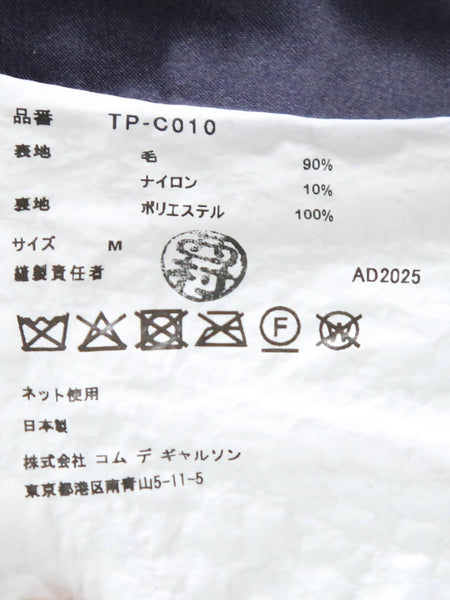 品番 TP-C010
表地 毛 90%
ナイロン 10%
裏地 ポリエステル 100%
サイズ M
縫製責任者 AD2025
F
W
ネット使用
日本製
株式会社 コム デ ギャルソン
東京都港区南青山5-11-5